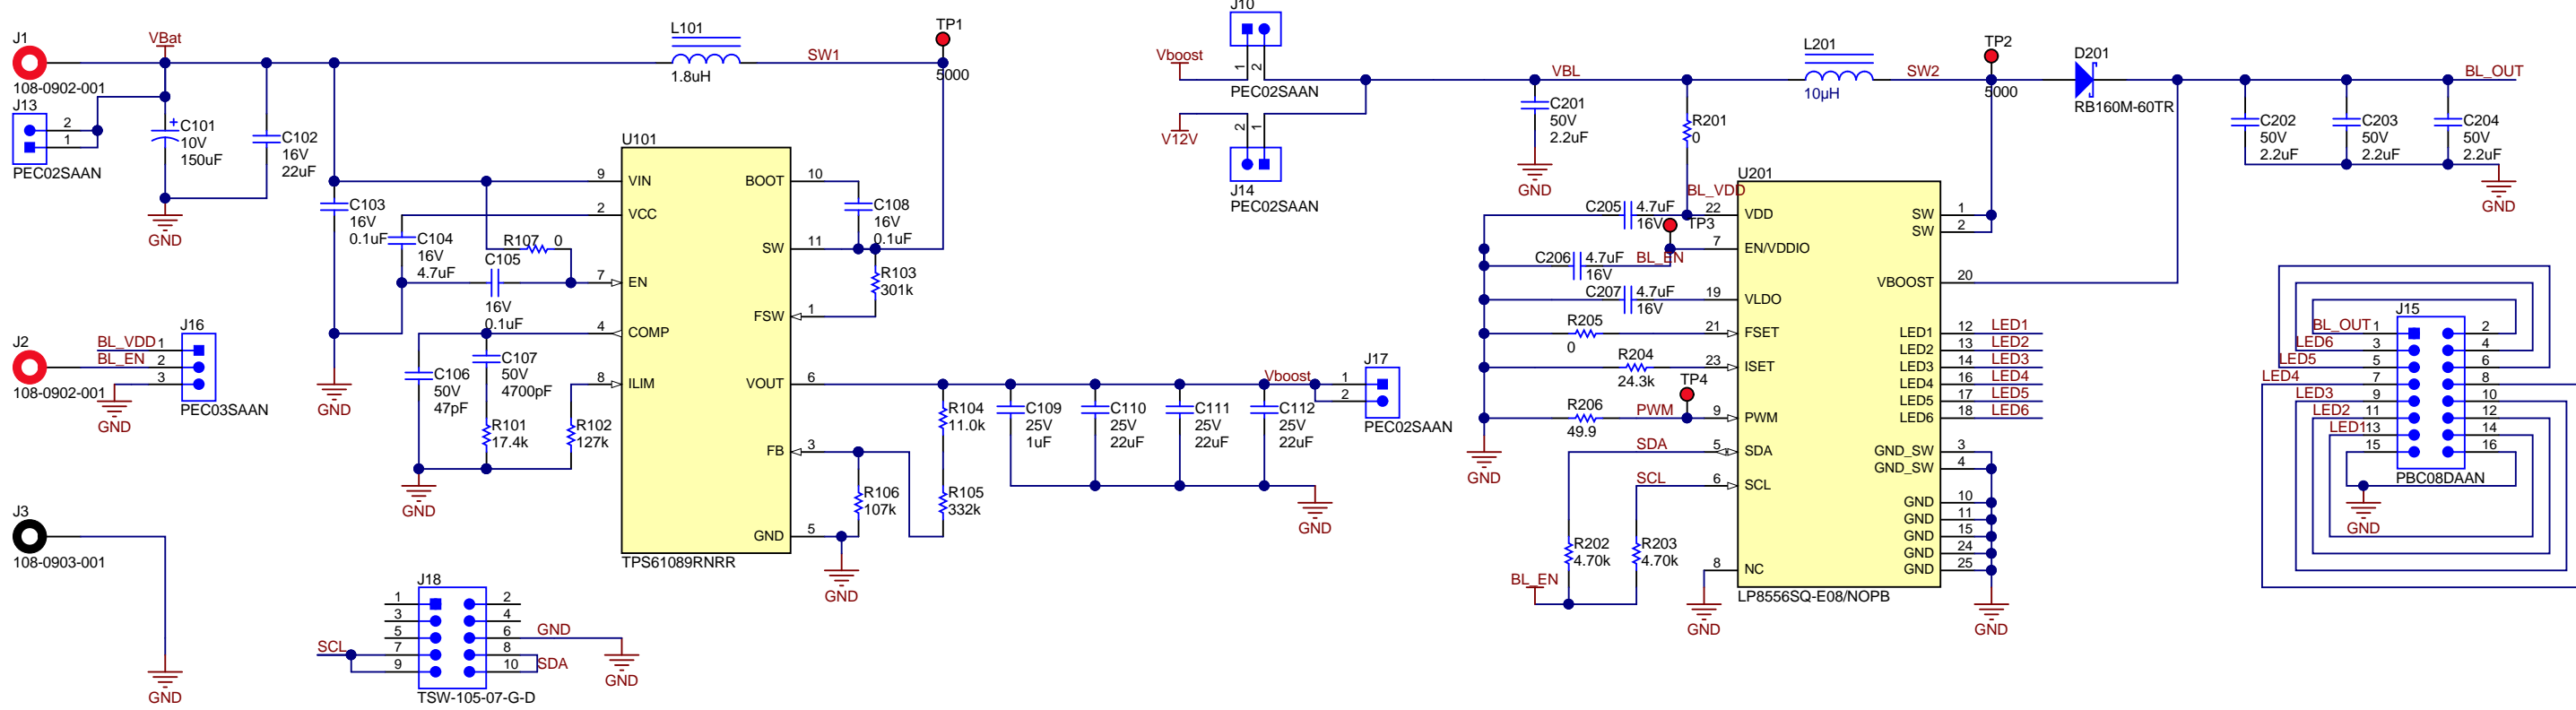 J1
108-0902-001
J13
2
1
PEC02SAAN
VBat
+
C101
10V
150uF
GND
C102
16V
22uF
L101
1.8uH
SW1
TP1
5000
C103
16V
0.1uF
GND
C104
16V
4.7uF
R107
0
C105
16V
0.1uF
C106
50V
47pF
C107
50V
4700pF
R101
17.4k
R102
127k
GND
U101
9
VIN
2
VCC
7
EN
4
COMP
8
ILIM
BOOT
10
SW
11
FSW
1
VOUT
6
FB
3
GND
5
TPS61089RNRR
C108
16V
0.1uF
R103
301k
R104
11.0k
R105
332k
R106
107k
GND
C109
25V
1uF
C110
25V
22uF
C111
25V
22uF
C112
25V
22uF
GND
Vboost
J17
1
2
PEC02SAAN
J2
108-0902-001
J16
BL_VDD
1
BL_EN
2
3
PEC03SAAN
GND
J3
108-0903-001
GND
J18
1
2
3
4
5
6
7
8
9
10
SCL
GND
SDA
GND
TSW-105-07-G-D
J10
Vboost
1
2
PEC02SAAN
V12V
2
1
J14
PEC02SAAN
VBL
C201
50V
2.2uF
GND
R201
0
L201
10µH
SW2
TP2
5000
D201
RB160M-60TR
BL_OUT
C202
50V
2.2uF
C203
50V
2.2uF
C204
50V
2.2uF
GND
BL_VDD
C205
4.7uF
16V
TP3
C206
4.7uF
16V
BL_EN
C207
4.7uF
16V
R205
0
R204
24.3k
TP4
R206
49.9
PWM
GND
SDA
SCL
R202
4.70k
R203
4.70k
BL_EN
GND
U201
22
VDD
7
EN/VDDIO
19
VLDO
21
FSET
23
ISET
9
PWM
5
SDA
6
SCL
8
NC
SW
1
SW
2
VBOOST
20
LED1
12
LED1
LED2
13
LED2
LED3
14
LED3
LED4
16
LED4
LED5
17
LED5
LED6
18
LED6
GND_SW
3
GND_SW
4
GND
10
GND
11
GND
15
GND
24
GND
25
LP8556SQ-E08/NOPB
GND
J15
BL_OUT
1
2
LED6
3
4
LED5
5
6
LED4
7
8
LED3
9
10
LED2
11
12
LED1
13
14
15
16
PBC08DAAN
GND